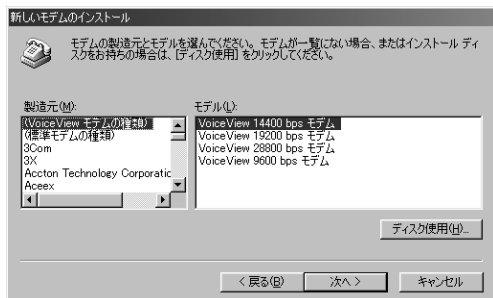 新しいモデムのインストール
モデムの製造元とモデルを選んでください。モデムが一覧にない場合、またはインストール ディ
スクをお持ちの場合は、[ディスク使用] をクリックしてください。
製造元(M):
(VoiceView モデムの種類)
(標準モデムの種類)
3Com
3X
Accton Technology Corporatic
Aceex
モデル(L):
VoiceView 14400 bps モデム
VoiceView 19200 bps モデム
VoiceView 28800 bps モデム
VoiceView 9600 bps モデム
ディスク使用(H)...
< 戻る(B)
次へ >
キャンセル